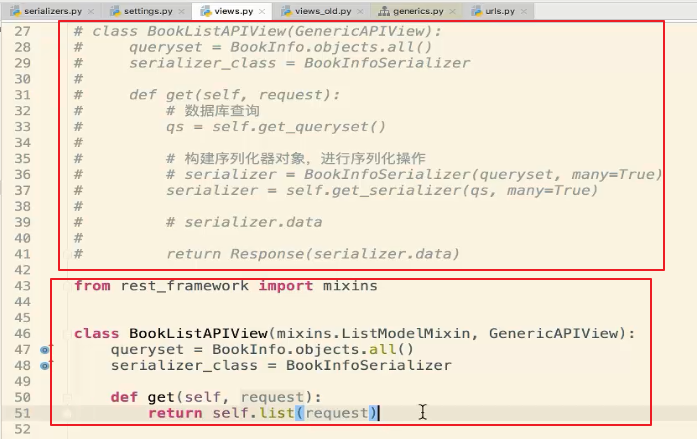 serializers.py × settings.py × views.py × views_old.py × generics.py × urls.py ×
27 # class BookListAPIView(GenericAPIView):
28 #     queryset = BookInfo.objects.all()
29 #     serializer_class = BookInfoSerializer
30 #
31 #     def get(self, request):
32 #         # 数据库查询
33 #         qs = self.get_queryset()
34 #
35 #         # 构建序列化器对象，进行序列化操作
36 #         # serializer = BookInfoSerializer(queryset, many=True)
37 #         serializer = self.get_serializer(qs, many=True)
38 #
39 #         # serializer.data
40 #
41 #         return Response(serializer.data)
42
43 from rest_framework import mixins
44
45
46 class BookListAPIView(mixins.ListModelMixin, GenericAPIView):
47     queryset = BookInfo.objects.all()
48     serializer_class = BookInfoSerializer
49
50     def get(self, request):
51         return self.list(request)
52